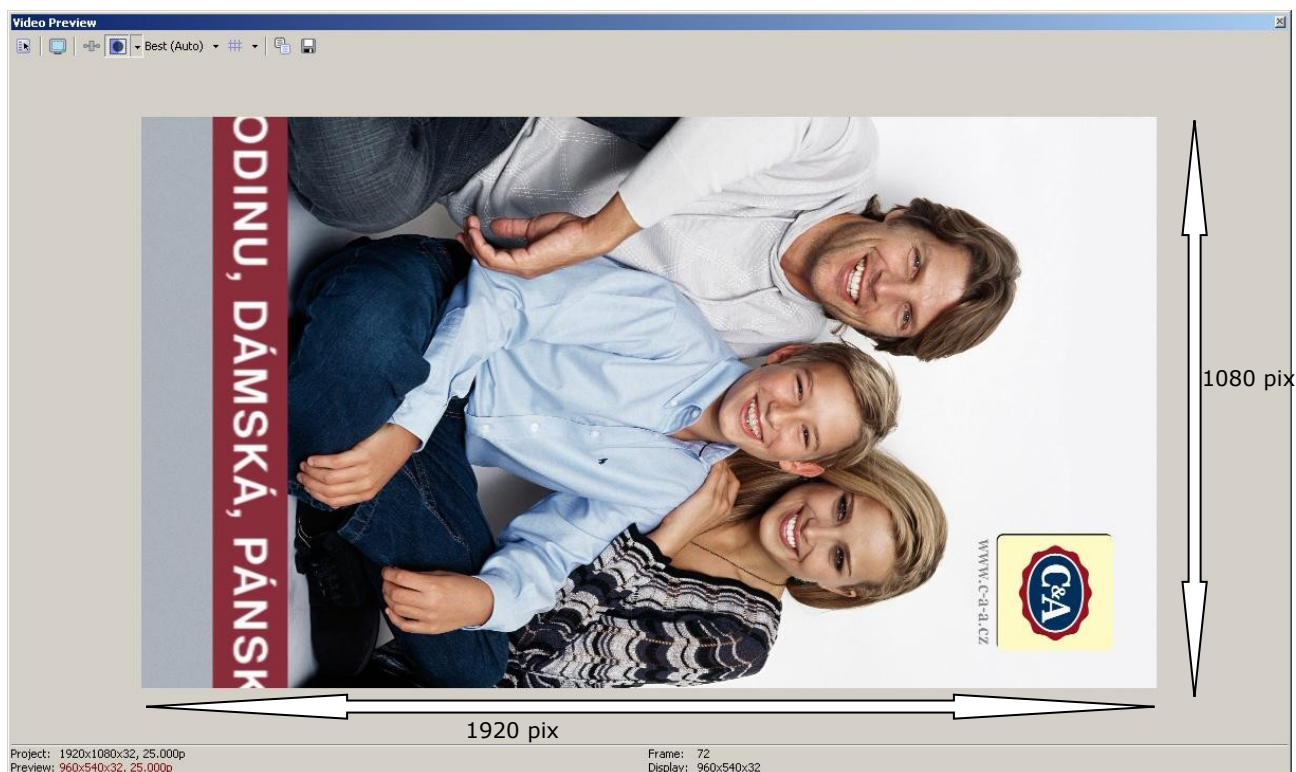 Video Preview
Best (Auto)
ODINU, DÁMSKÁ, PÁNSK
www.c-a-a.cz
C&A
1080 pix
1920 pix
Project: 1920x1080x32, 25.000p
Frame: 72
Preview: 960x540x32, 25.000p
Display: 960x540x32